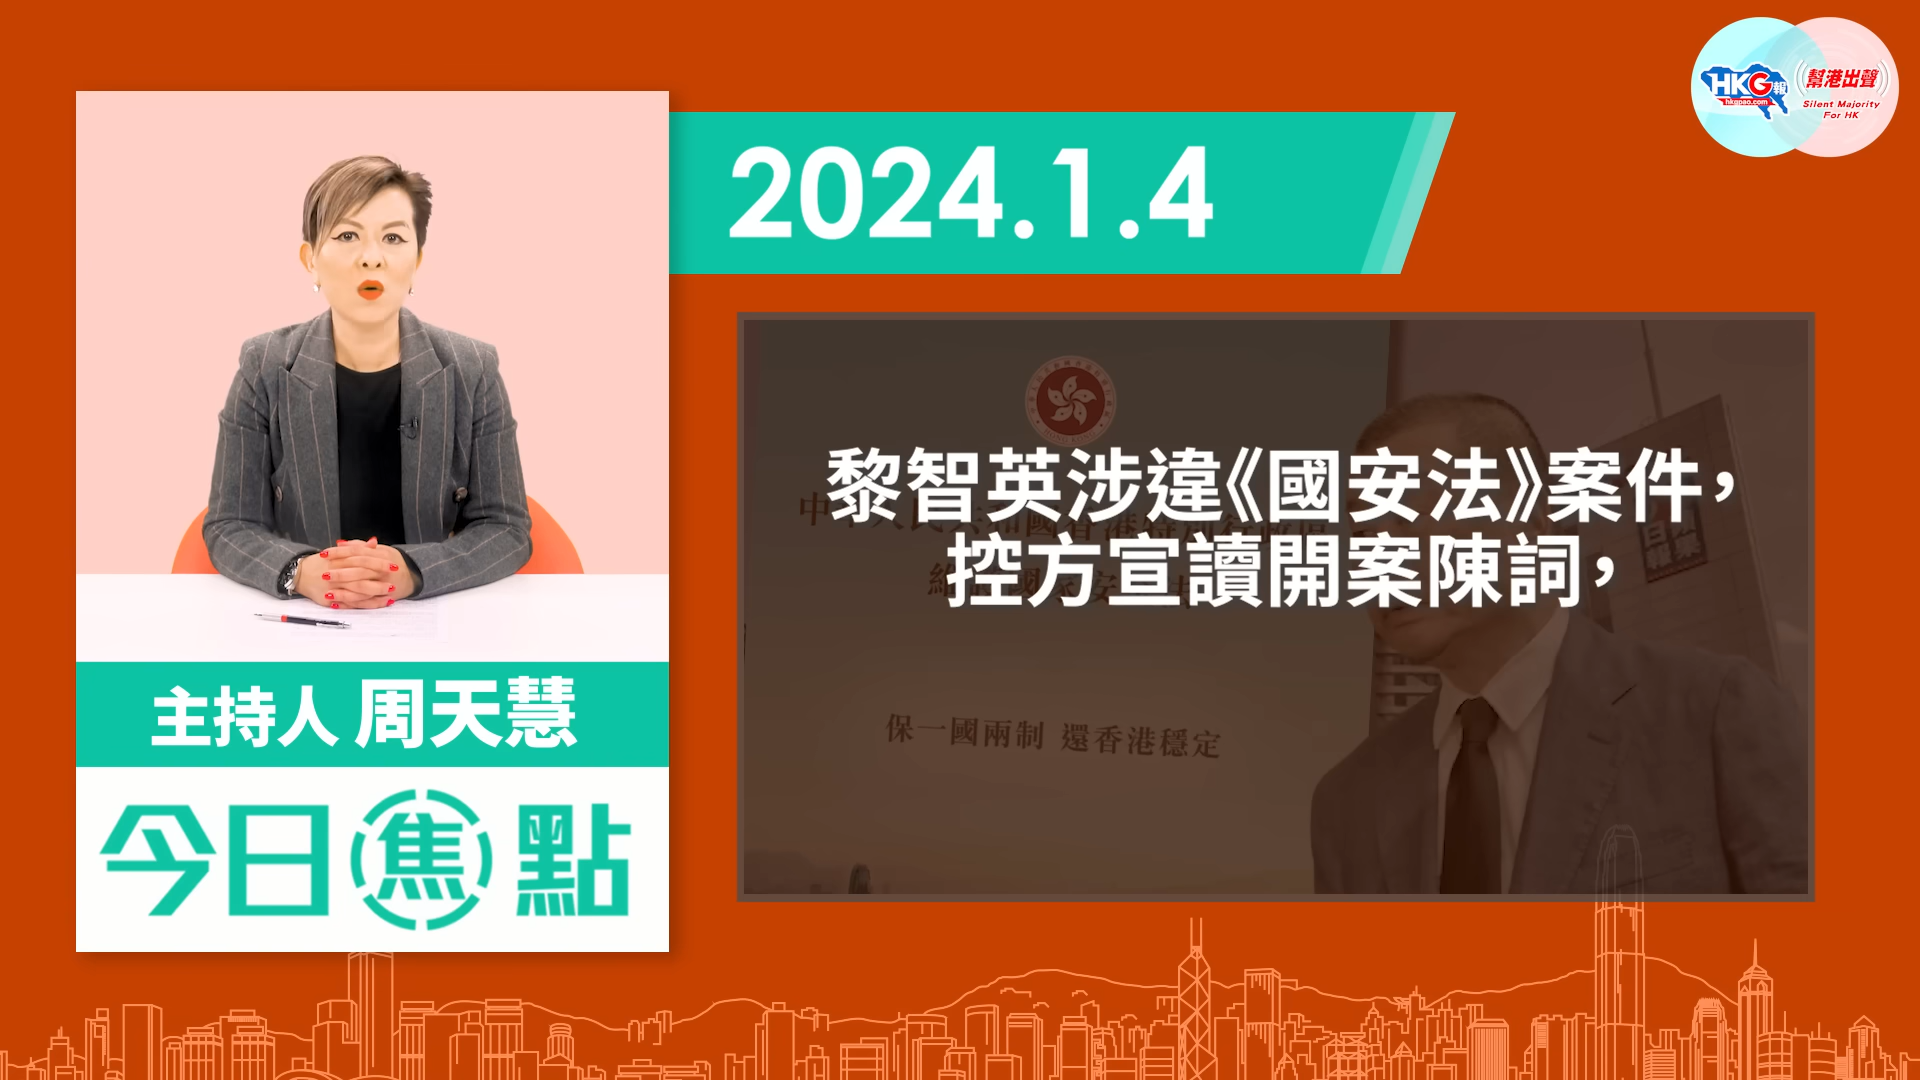 HKG報
hkgpao.com
幫港出聲
Silent Majority
For HK
2024.1.4
黎智英涉違《國安法》案件，
控方宣讀開案陳詞，
保一國兩制 還香港穩定
主持人 周天慧
今日焦點